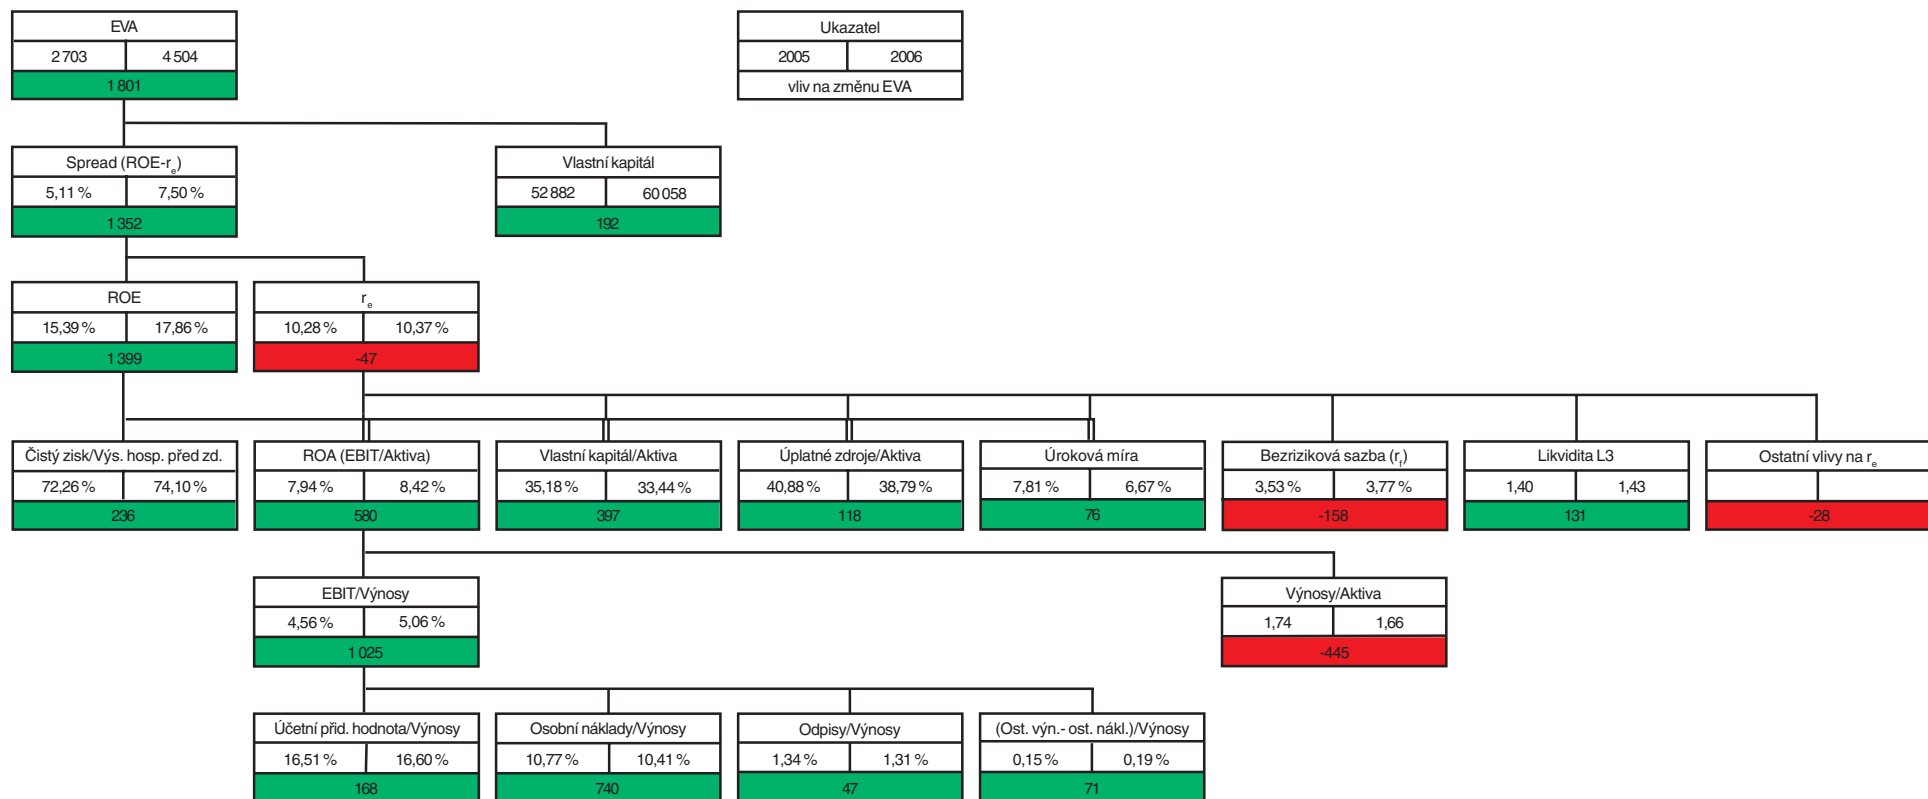 EVA
2 703 4 504
1 801
Ukazatel
2005 2006
vliv na změnu EVA
Spread (ROE-re)
5,11 % 7,50 %
1 352
Vlastní kapitál
52 882 60 058
192
ROE
15,39 % 17,86 %
1 399
re
10,28 % 10,37 %
-47
Čistý zisk/Výs. hosp. před zd.
72,26 % 74,10 %
236
ROA (EBIT/Aktiva)
7,94 % 8,42 %
580
Vlastní kapitál/Aktiva
35,18 % 33,44 %
397
Úplatné zdroje/Aktiva
40,88 % 38,79 %
118
Úroková míra
7,81 % 6,67 %
76
Bezriziková sazba (rf)
3,53 % 3,77 %
-158
Likvidita L3
1,40 1,43
131
Ostatní vlivy na re
-28
EBIT/Výnosy
4,56 % 5,06 %
1 025
Výnosy/Aktiva
1,74 1,66
-445
Účetní přid. hodnota/Výnosy
16,51 % 16,60 %
168
Osobní náklady/Výnosy
10,77 % 10,41 %
740
Odpisy/Výnosy
1,34 % 1,31 %
47
(Ost. výn.- ost. nákl.)/Výnosy
0,15 % 0,19 %
71